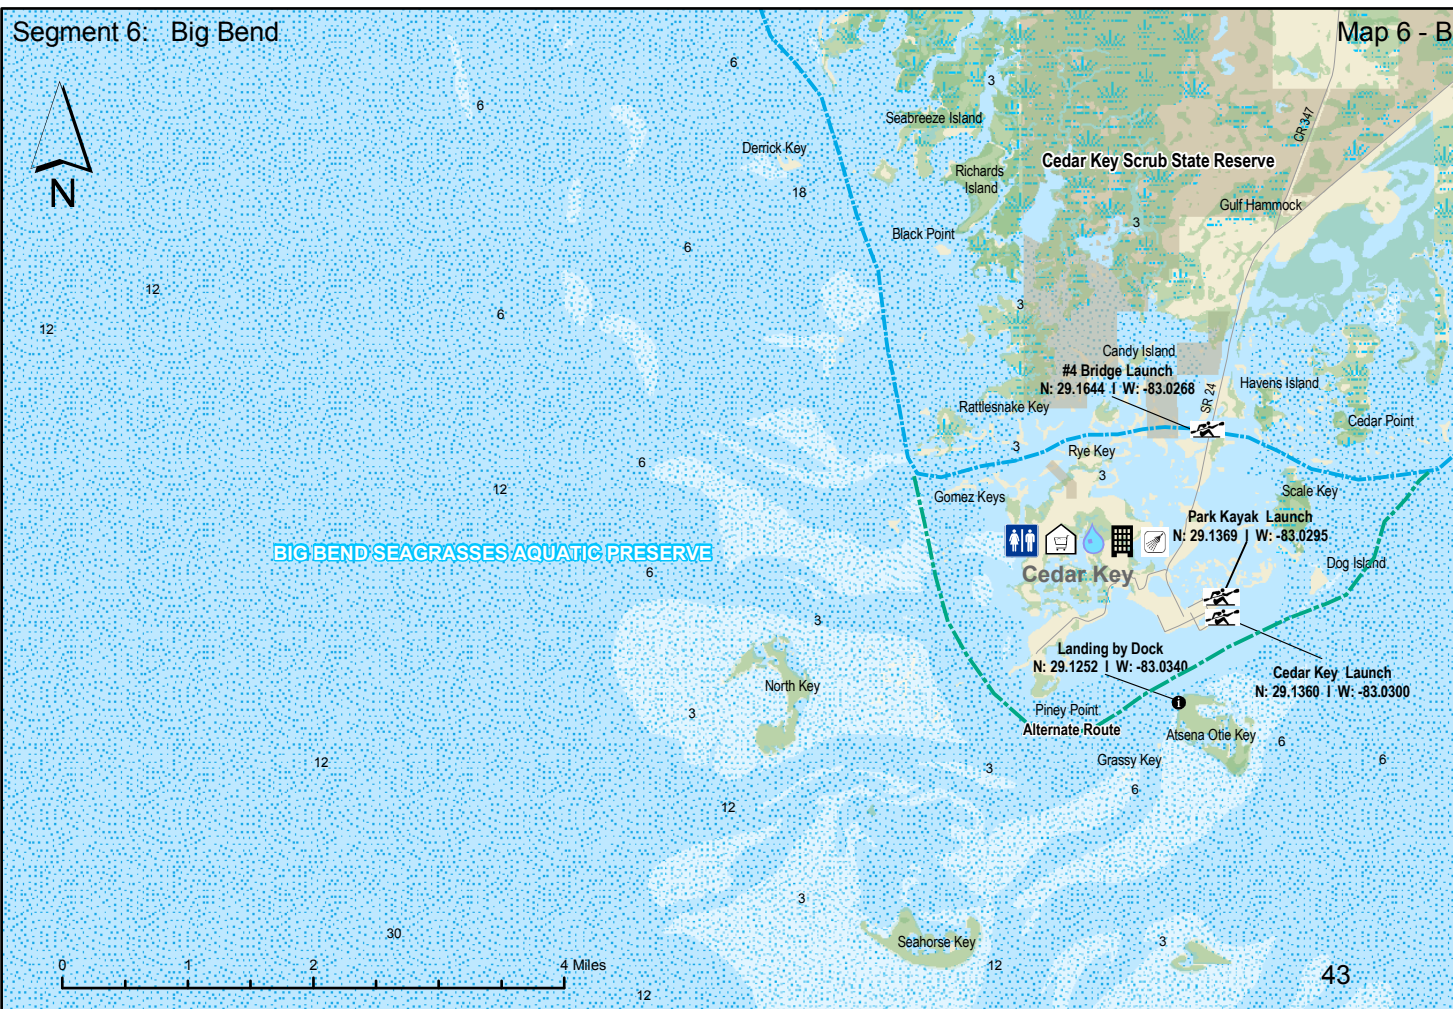 Segment 6: Big Bend
Map 6 - B
N
6
6
3
Seabreeze Island
CR 347
Derrick Key
Cedar Key Scrub State Reserve
Richards
Island
18
Gulf Hammock
3
Black Point
6
12
3
6
12
Candy Island
#4 Bridge Launch
N: 29.1644 I W: -83.0268
Havens Island
SR 24
Rattlesnake Key
Cedar Point
3
Rye Key
6
3
12
Gomez Keys
Scale Key
Park Kayak Launch
N: 29.1369 I W: -83.0295
BIG BEND SEAGRASSES AQUATIC PRESERVE
Dog Island
6
Cedar Key
3
Landing by Dock
N: 29.1252 I W: -83.0340
Cedar Key Launch
N: 29.1360 I W: -83.0300
North Key
3
Piney Point
Alternate Route
i
Atsena Otie Key
6
Grassy Key
6
12
3
6
12
3
30
Seahorse Key
3
12
0 1 2 4 Miles
43
12